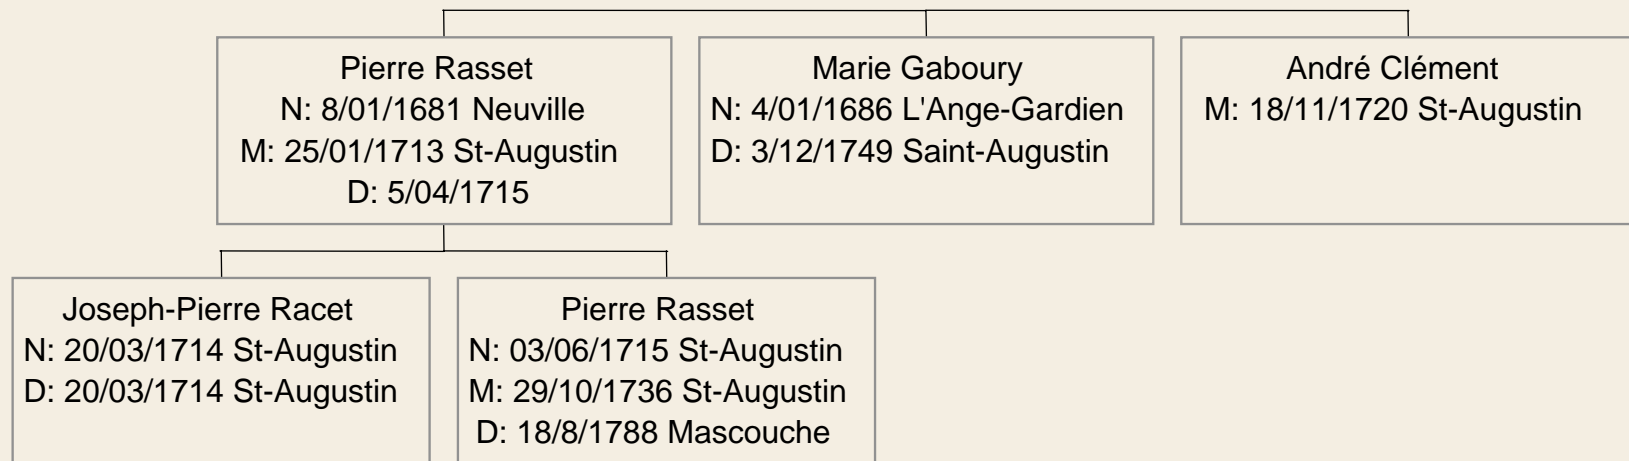 Pierre Rasset
N: 8/01/1681 Neuville
M: 25/01/1713 St-Augustin
D: 5/04/1715
Marie Gaboury
N: 4/01/1686 L'Ange-Gardien
D: 3/12/1749 Saint-Augustin
André Clément
M: 18/11/1720 St-Augustin
Joseph-Pierre Racet
N: 20/03/1714 St-Augustin
D: 20/03/1714 St-Augustin
Pierre Rasset
N: 03/06/1715 St-Augustin
M: 29/10/1736 St-Augustin
D: 18/8/1788 Mascouche